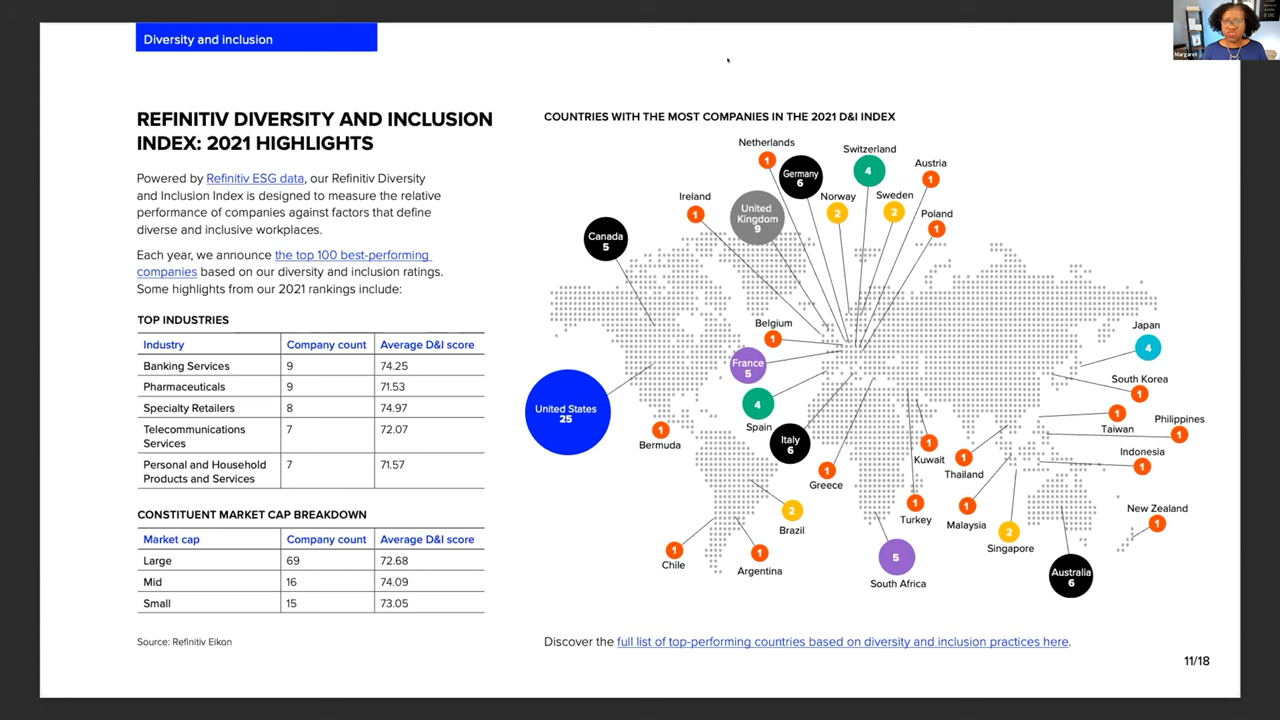 Diversity and inclusion
Margaret
REFINITIV DIVERSITY AND INCLUSION
INDEX: 2021 HIGHLIGHTS
Powered by Refinitiv ESG data, our Refinitiv Diversity
and Inclusion Index is designed to measure the relative
performance of companies against factors that define
diverse and inclusive workplaces.
Each year, we announce the top 100 best-performing
companies based on our diversity and inclusion ratings.
Some highlights from our 2021 rankings include:
TOP INDUSTRIES
Industry Company count Average D&I score
Banking Services 9 74.25
Pharmaceuticals 9 71.53
Specialty Retailers 8 74.97
Telecommunications
Services 7 72.07
Personal and Household
Products and Services 7 71.57
CONSTITUENT MARKET CAP BREAKDOWN
Market cap Company count Average D&I score
Large 69 72.68
Mid 16 74.09
Small 15 73.05
Source: Refinitiv Eikon
COUNTRIES WITH THE MOST COMPANIES IN THE 2021 D&I INDEX
Netherlands
1
Germany
6
Switzerland
4
Austria
1
Ireland
1
United
Kingdom
9
Norway
2
Sweden
2
Poland
1
Canada
5
Belgium
1
France
5
Japan
4
United States
25
Spain
4
South Korea
1
Bermuda
1
Italy
6
Greece
1
Kuwait
1
Thailand
1
Taiwan
1
Philippines
1
Indonesia
1
Brazil
2
Turkey
1
Malaysia
1
Singapore
2
New Zealand
1
Chile
1
Argentina
1
South Africa
5
Australia
6
Discover the full list of top-performing countries based on diversity and inclusion practices here.
11/18